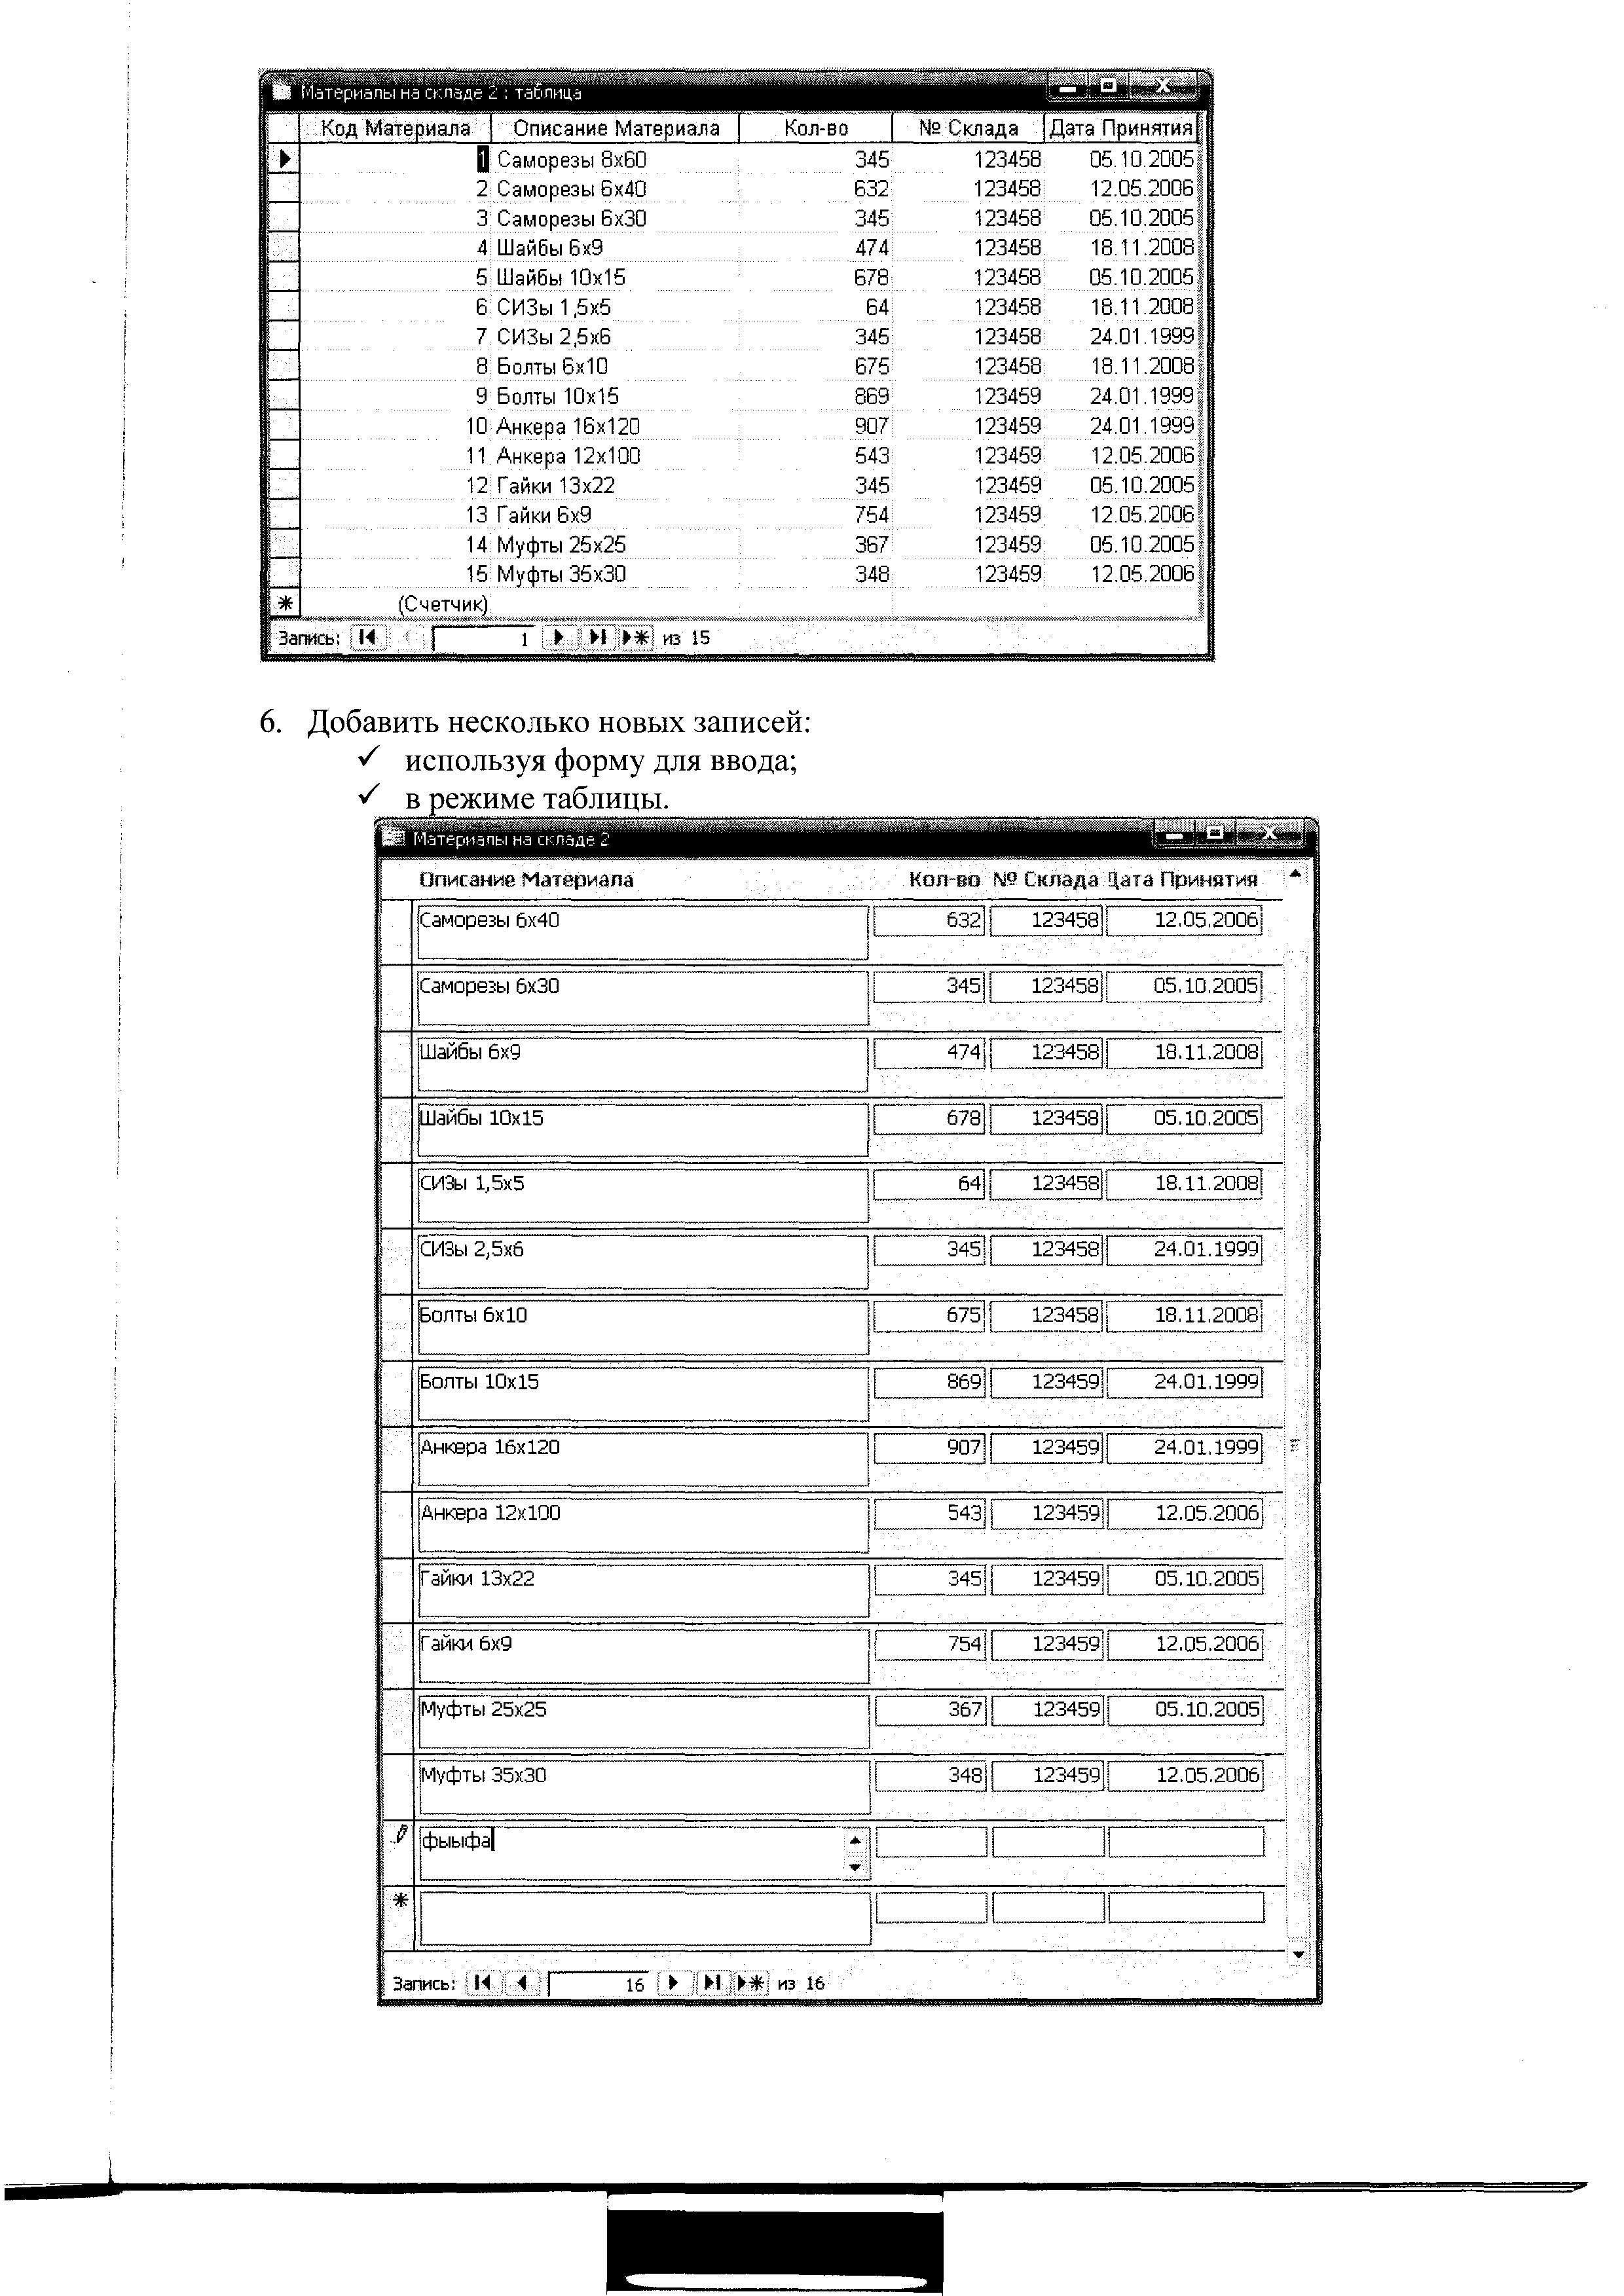 Материалы на складе 2 : таблица
Код Материала Описание Материала Кол-во № Склада Дата Принятия
1 Саморезы 8х60 345 123458 05.10.2005
2 Саморезы 6х40 632 123458 12.05.2006
3 Саморезы 6х30 345 123458 05.10.2005
4 Шайбы 6х9 474 123458 18.11.2008
5 Шайбы 10х15 678 123458 05.10.2005
6 СИЗы 1,5х5 64 123458 18.11.2008
7 СИЗы 2,5х6 345 123458 24.01.1999
8 Болты 6х10 675 123458 18.11.2008
9 Болты 10х15 869 123459 24.01.1999
10 Анкера 16х120 907 123459 24.01.1999
11 Анкера 12х100 543 123459 12.05.2006
12 Гайки 13х22 345 123459 05.10.2005
13 Гайки 6х9 754 123459 12.05.2006
14 Муфты 25х25 367 123459 05.10.2005
15 Муфты 35х30 348 123459 12.05.2006
(Счетчик)
Запись: 1 из 15
6. Добавить несколько новых записей:
✓ используя форму для ввода;
✓ в режиме таблицы.
Материалы на складе 2
Описание Материала Кол-во № Склада Дата Принятия
Саморезы 6х40 632 123458 12.05.2006
Саморезы 6х30 345 123458 05.10.2005
Шайбы 6х9 474 123458 18.11.2008
Шайбы 10х15 678 123458 05.10.2005
СИЗы 1,5х5 64 123458 18.11.2008
СИЗы 2,5х6 345 123458 24.01.1999
Болты 6х10 675 123458 18.11.2008
Болты 10х15 869 123459 24.01.1999
Анкера 16х120 907 123459 24.01.1999
Анкера 12х100 543 123459 12.05.2006
Гайки 13х22 345 123459 05.10.2005
Гайки 6х9 754 123459 12.05.2006
Муфты 25х25 367 123459 05.10.2005
Муфты 35х30 348 123459 12.05.2006
фыыфа
Запись: 16 из 16